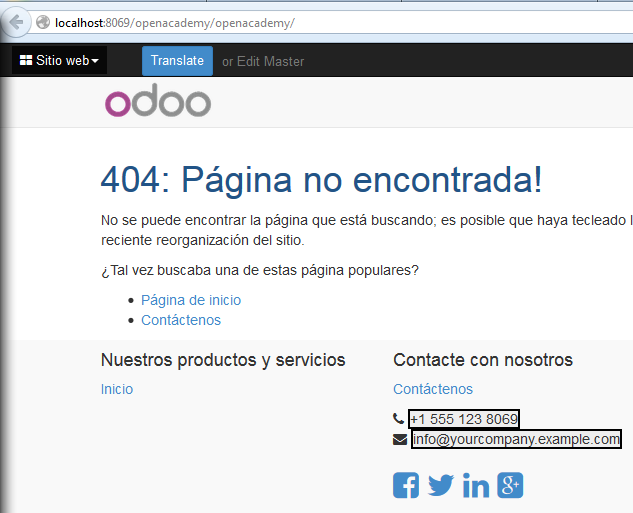 localhost:8069/openacademy/openacademy/
Sitio web Translate or Edit Master
odoo
404: Página no encontrada!
No se puede encontrar la página que está buscando; es posible que haya tecleado l
reciente reorganización del sitio.
¿Tal vez buscaba una de estas página populares?
Página de inicio
Contáctenos
Nuestros productos y servicios
Inicio
Contacte con nosotros
Contáctenos
+1 555 123 8069
info@yourcompany.example.com